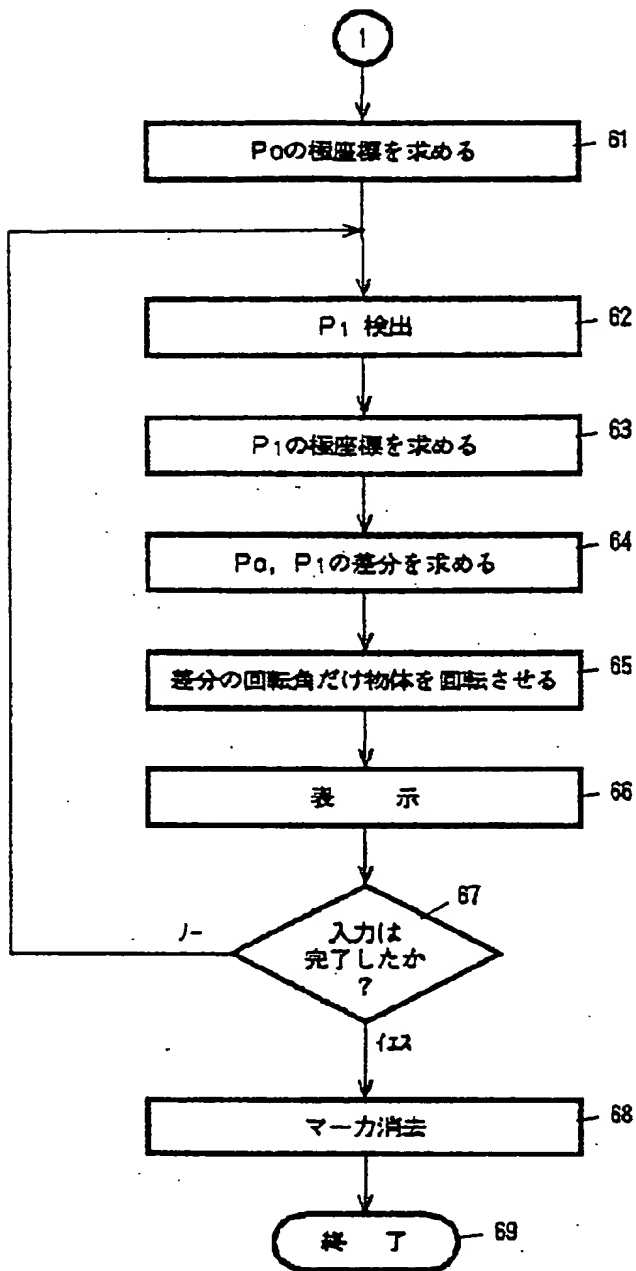 1
P0の極座標を求める
61
P1 検出
62
P1の極座標を求める
63
P0, P1の差分を求める
64
差分の回転角だけ物体を回転させる
65
表 示
66
67
入力は
完了したか
?
ノー
イエス
マーカ消去
68
終 了
69